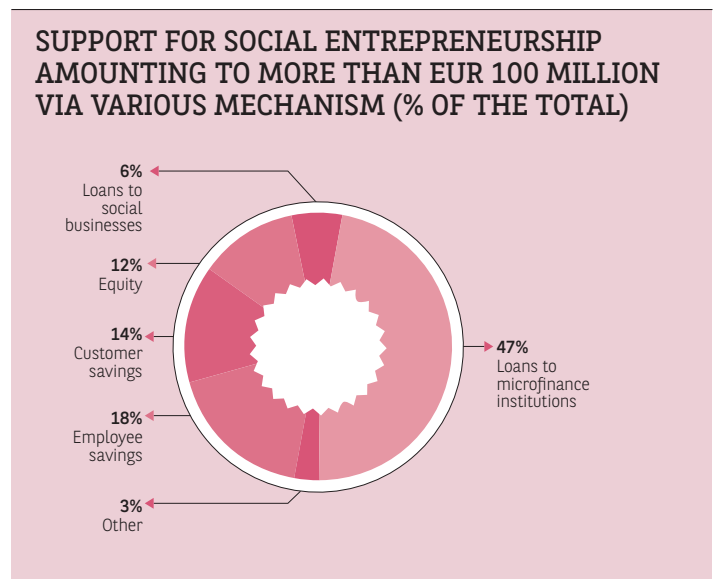 SUPPORT FOR SOCIAL ENTREPRENEURSHIP
AMOUNTING TO MORE THAN EUR 100 MILLION
VIA VARIOUS MECHANISM (% OF THE TOTAL)
6%
Loans to
social
businesses
12%
Equity
14%
Customer
savings
18%
Employee
savings
3%
Other
47%
Loans to
microfinance
institutions